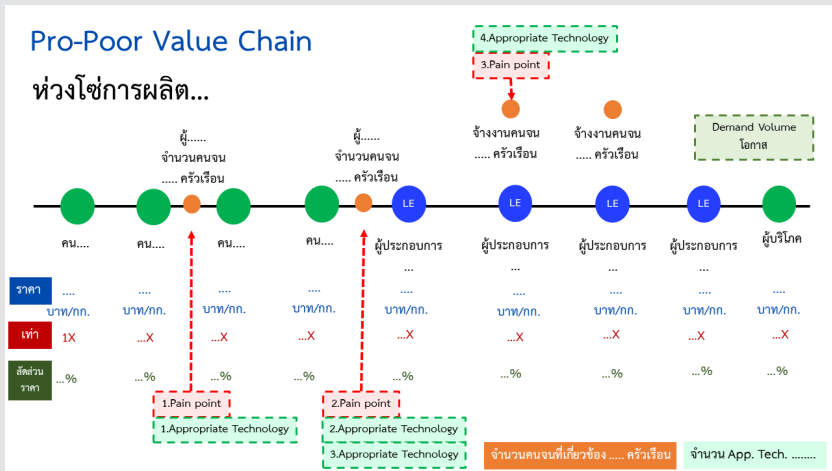 Pro-Poor Value Chain
ห่วงโซ่การผลิต...
4.Appropriate Technology
3.Pain point
ผู้......
จำนวนคนจน
..... ครัวเรือน
ผู้......
จำนวนคนจน
..... ครัวเรือน
จ้างงานคนจน
..... ครัวเรือน
จ้างงานคนจน
..... ครัวเรือน
Demand Volume
โอกาส
LE LE LE LE
คน.... คน.... คน.... คน.... ผู้ประกอบการ ผู้ประกอบการ ผู้ประกอบการ ผู้ประกอบการ ผู้บริโภค
... ... ... ...
ราคา .... .... .... .... .... .... .... .... ....
บาท/กก. บาท/กก. บาท/กก. บาท/กก. บาท/กก. บาท/กก. บาท/กก. บาท/กก. บาท/กก.
เท่า 1X ...X ...X ...X ...X ...X ...X ...X ...X
สัดส่วน
ราคา
...% ...% ...% ...% ...% ...% ...% ...% ...%
1.Pain point
1.Appropriate Technology
2.Pain point
2.Appropriate Technology
3.Appropriate Technology
จำนวนคนจนที่เกี่ยวข้อง ..... ครัวเรือน
จำนวน App. Tech. ........